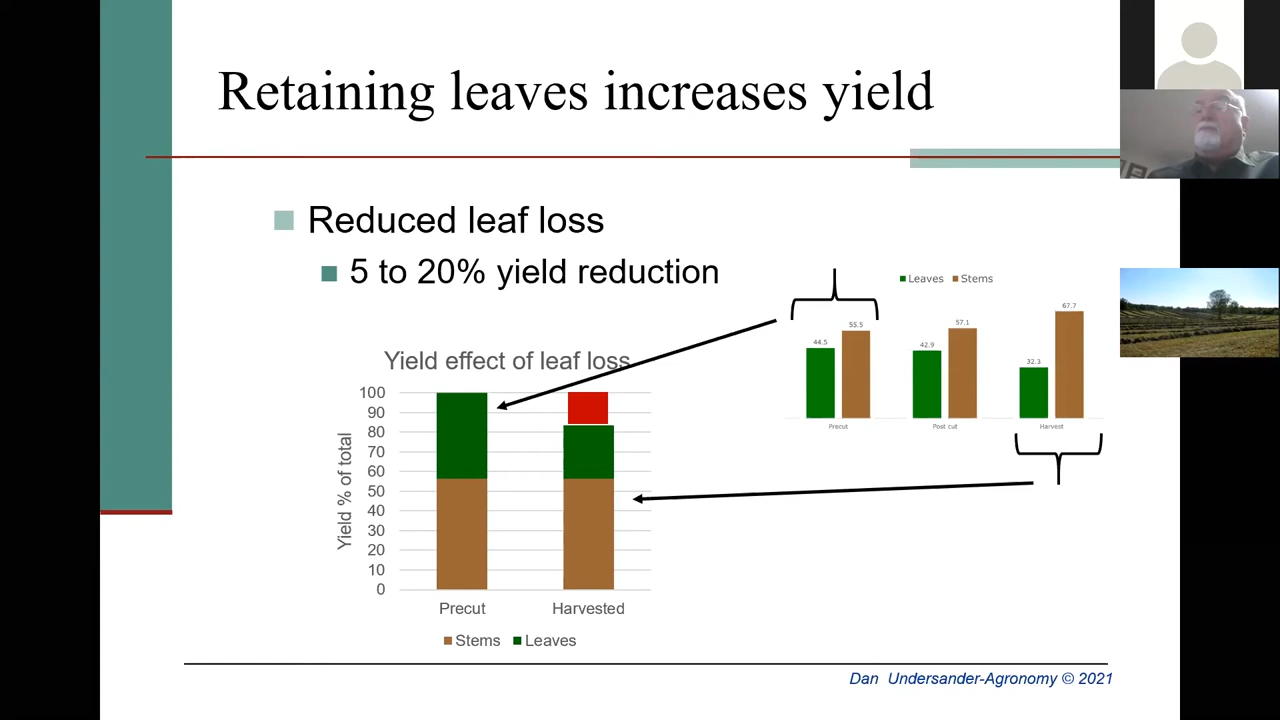 Retaining leaves increases yield
Reduced leaf loss
5 to 20% yield reduction
Leaves Stems
44.5
55.5
42.9
57.1
32.3
67.7
Precut
Post cut
Harvest
Yield effect of leaf loss
Yield % of total
100
90
80
70
60
50
40
30
20
10
0
Precut
Harvested
Stems Leaves
Dan Undersander-Agronomy © 2021